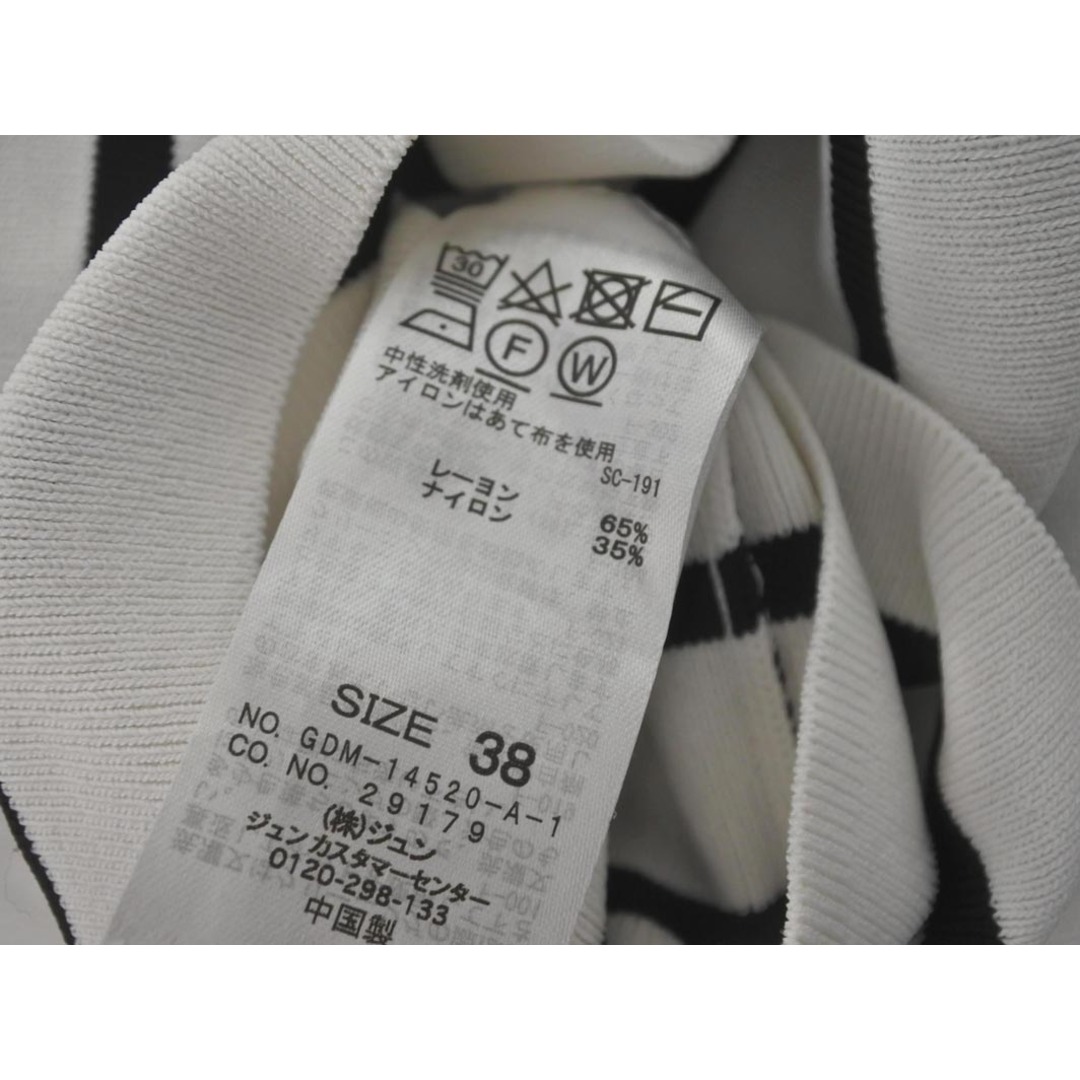 30
F W
中性洗剤使用
アイロンはあて布を使用
SC-191
レーヨン 65%
ナイロン 35%
SIZE 38
NO. GDM-14520-A-1
CO. NO. 29179
(株)ジュン
ジュンカスタマーセンター
0120-298-133
中国製